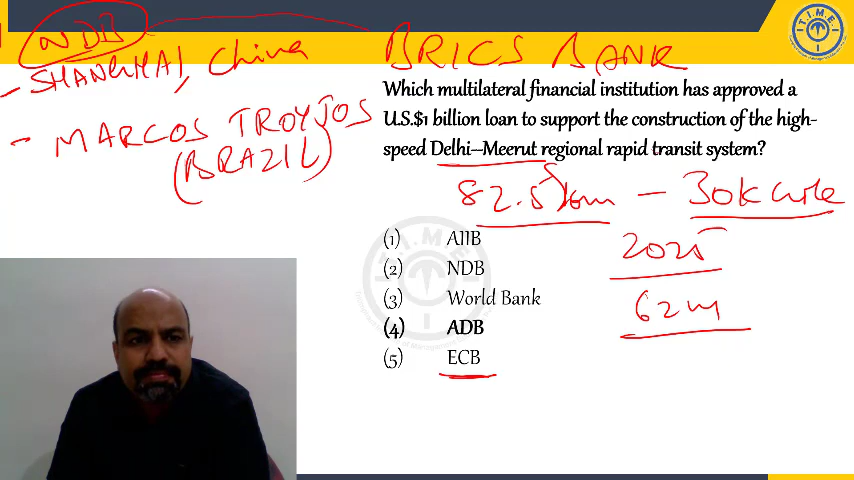 NDB
- SHANGHAI, China
- MARCOS TROYJOS
(BRAZIL)
BRICS BANK
T.I.M.E.
Which multilateral financial institution has approved a
U.S.$1 billion loan to support the construction of the high-
speed Delhi–Meerut regional rapid transit system?
82.5 km – 30K crore
2025
62 m
(1) AIIB
(2) NDB
(3) World Bank
(4) ADB
(5) ECB
T.I.M.E.